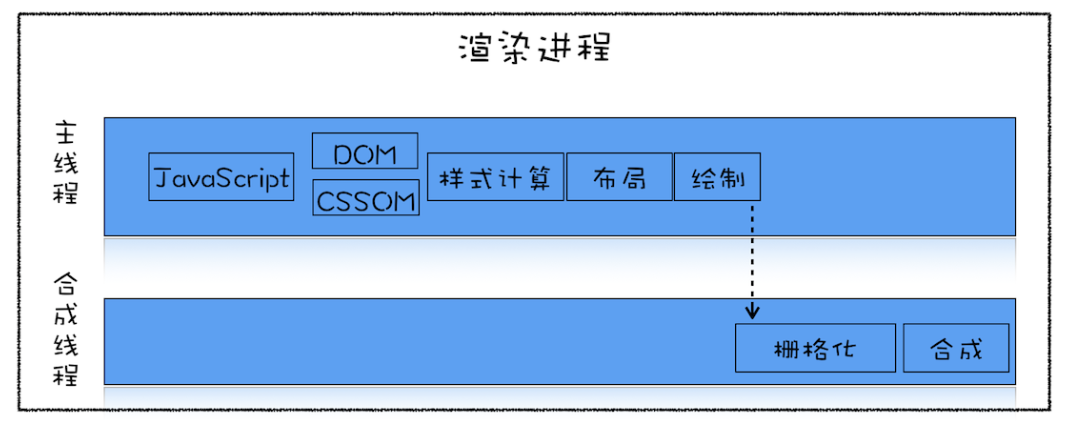 渲染进程
主线程
JavaScript
DOM
CSSOM
样式计算
布局
绘制
合成线程
栅格化
合成